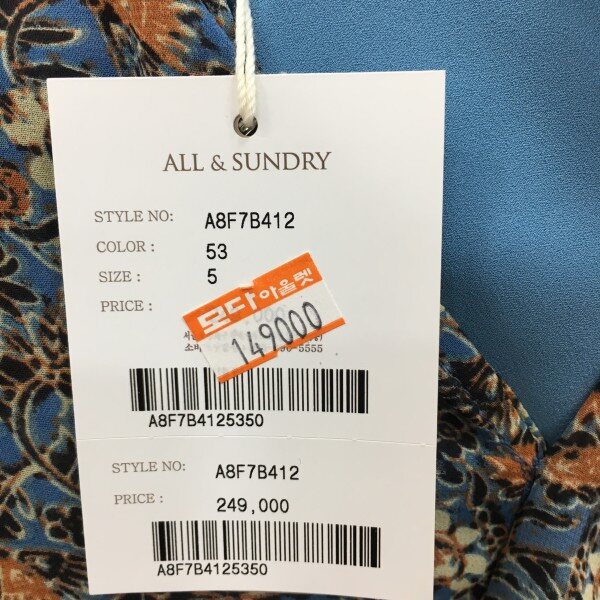 ALL & SUNDRY
STYLE NO: A8F7B412
COLOR : 53
SIZE : 5
PRICE :
모다아울렛
149000
5555
A8F7B4125350
STYLE NO: A8F7B412
PRICE : 249,000
A8F7B4125350